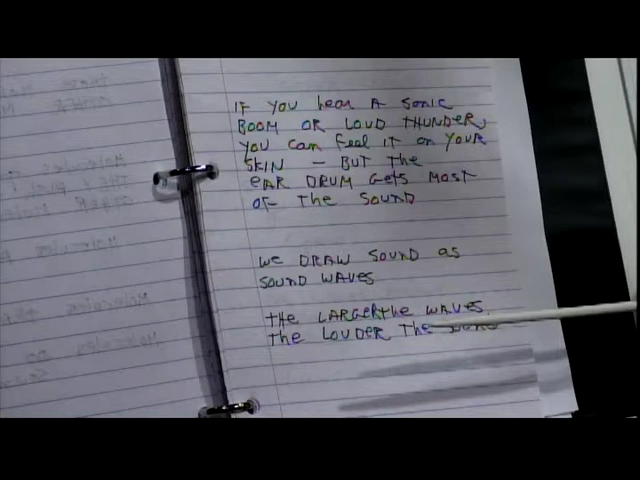 IF YOU hear A SONIC
BOOM OR LOUD THUNDER,
YOU CAN FEEL IT ON YOUR
SKIN - BUT THE
EAR DRUM GETS MOST
OF THE SOUND
WE DRAW SOUND AS
SOUND WAVES
THE LARGER THE WAVES,
THE LOUDER THE